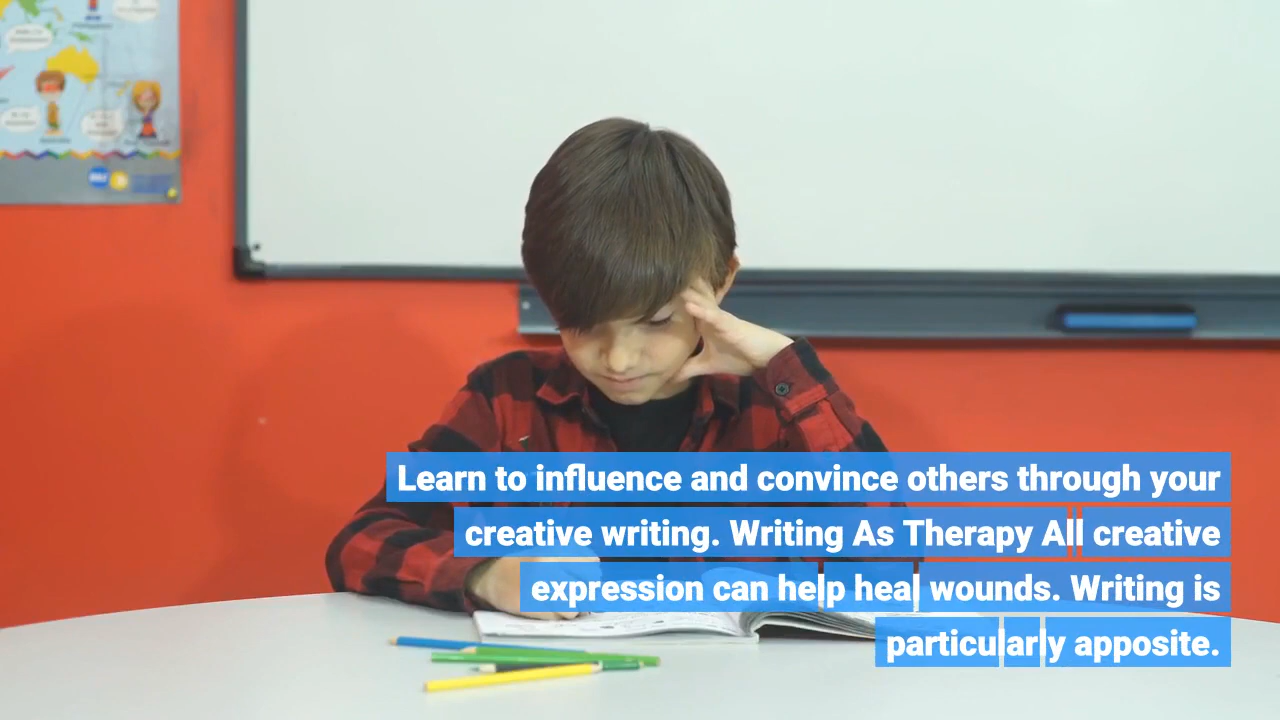 Learn to influence and convince others through your
creative writing. Writing As Therapy All creative
expression can help heal wounds. Writing is
particularly apposite.